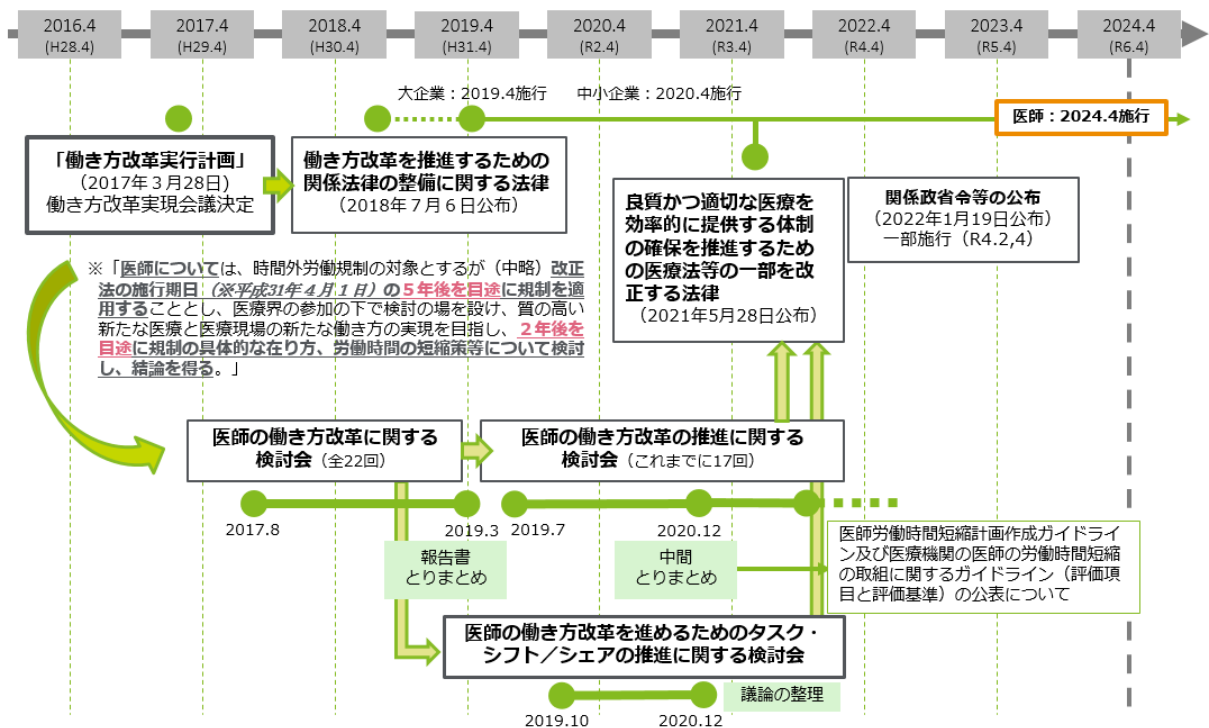 2016.4
(H28.4)
2017.4
(H29.4)
2018.4
(H30.4)
2019.4
(H31.4)
2020.4
(R2.4)
2021.4
(R3.4)
2022.4
(R4.4)
2023.4
(R5.4)
2024.4
(R6.4)
大企業：2019.4施行　中小企業：2020.4施行
医師：2024.4施行
「働き方改革実行計画」
（2017年３月28日)
働き方改革実現会議決定
働き方改革を推進するための
関係法律の整備に関する法律
（2018年７月６日公布）
良質かつ適切な医療を
効率的に提供する体制
の確保を推進するため
の医療法等の一部を改
正する法律
（2021年5月28日公布）
関係政省令等の公布
（2022年1月19日公布）
一部施行（R4.2,4）
※「医師については、時間外労働規制の対象とするが（中略）改正
法の施行期日（※平成31年４月１日）の５年後を目途に規制を適
用することとし、医療界の参加の下で検討の場を設け、質の高い
新たな医療と医療現場の新たな働き方の実現を目指し、２年後を
目途に規制の具体的な在り方、労働時間の短縮策等について検討
し、結論を得る。」
医師の働き方改革に関する
検討会（全22回）
医師の働き方改革の推進に関する
検討会（これまでに17回）
2017.8
2019.3
2019.7
2020.12
報告書
とりまとめ
中間
とりまとめ
医師労働時間短縮計画作成ガイドライ
ン及び医療機関の医師の労働時間短縮
の取組に関するガイドライン（評価項
目と評価基準）の公表について
医師の働き方改革を進めるためのタスク・
シフト／シェアの推進に関する検討会
2019.10
2020.12
議論の整理